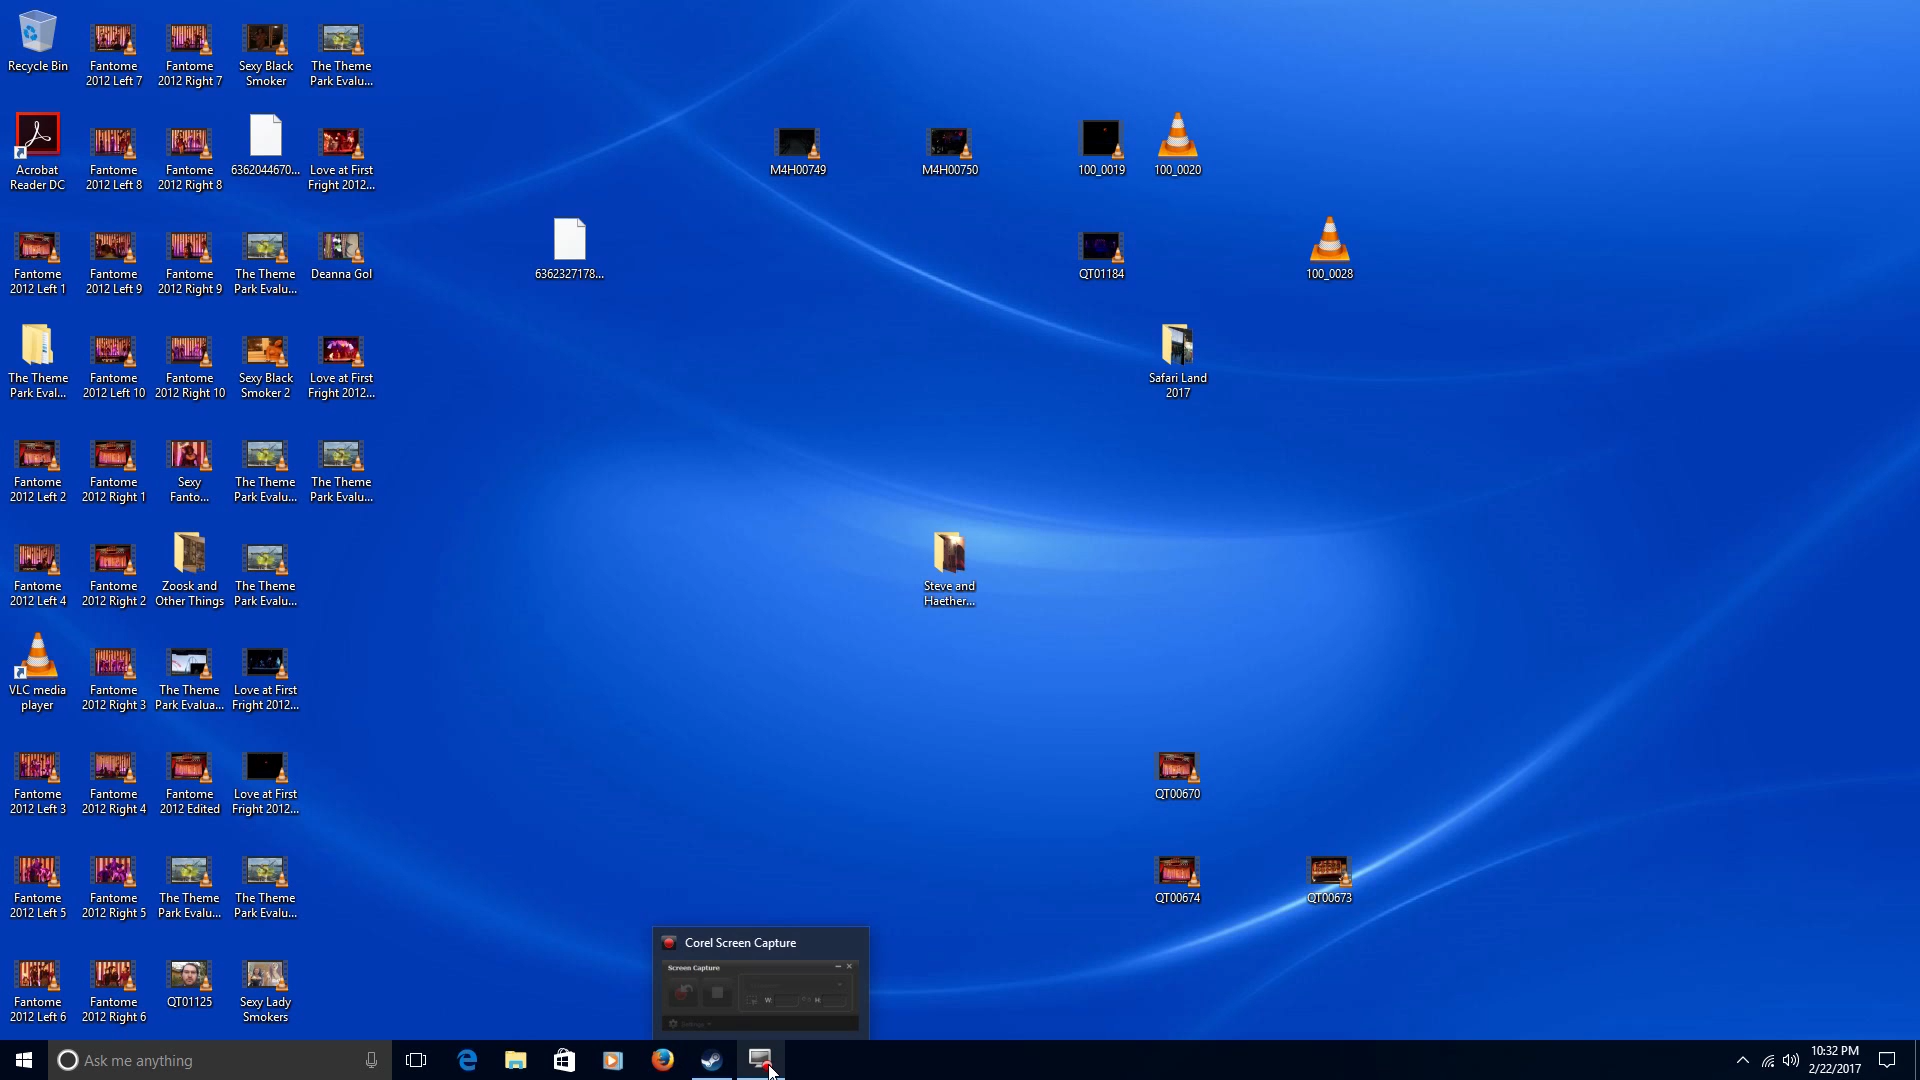 Recycle Bin
Fantome
2012 Left 7
Fantome
2012 Right 7
Sexy Black
Smoker
The Theme
Park Evalu...
Acrobat
Reader DC
Fantome
2012 Left 8
Fantome
2012 Right 8
6362044670...
Love at First
Fright 2012...
M4H00749
M4H00750
100_0019
100_0020
Fantome
2012 Left 1
Fantome
2012 Left 9
Fantome
2012 Right 9
The Theme
Park Evalu...
Deanna Gol
6362327178...
QT01184
100_0028
The Theme
Park Eval...
Fantome
2012 Left 10
Fantome
2012 Right 10
Sexy Black
Smoker 2
Love at First
Fright 2012...
Safari Land
2017
Fantome
2012 Left 2
Fantome
2012 Right 1
Sexy
Fanto...
The Theme
Park Evalu...
The Theme
Park Evalu...
Fantome
2012 Left 4
Fantome
2012 Right 2
Zoosk and
Other Things
The Theme
Park Evalu...
Steve and
Haether...
VLC media
player
Fantome
2012 Right 3
The Theme
Park Evalua...
Love at First
Fright 2012...
Fantome
2012 Left 3
Fantome
2012 Right 4
Fantome
2012 Edited
Love at First
Fright 2012...
QT00670
Fantome
2012 Left 5
Fantome
2012 Right 5
The Theme
Park Evalu...
The Theme
Park Evalu...
QT00674
QT00673
Fantome
2012 Left 6
Fantome
2012 Right 6
QT01125
Sexy Lady
Smokers
Corel Screen Capture
Screen Capture
W:
H:
Settings
Ask me anything
10:32 PM
2/22/2017